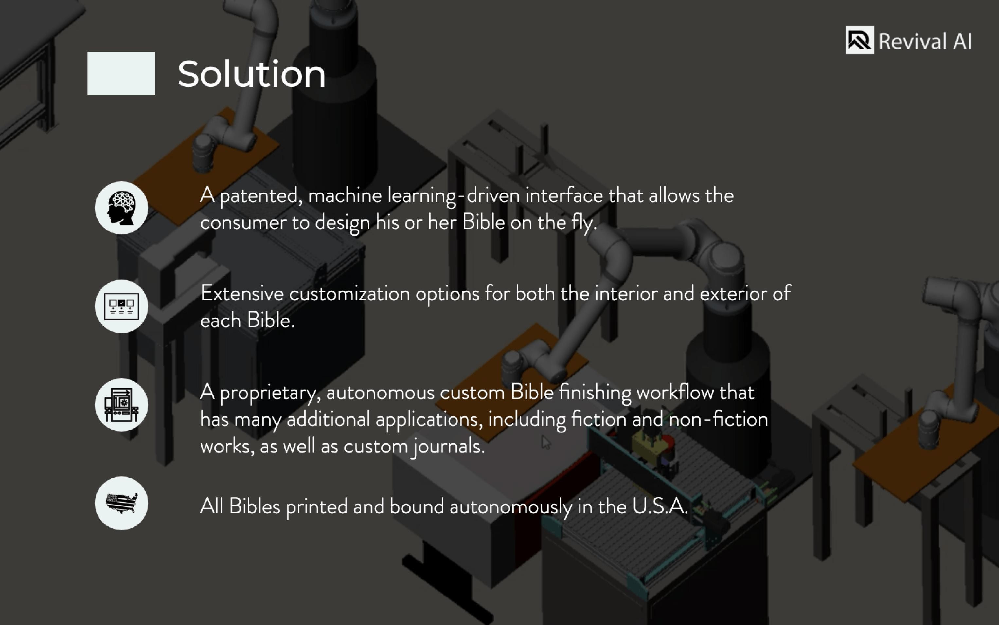 Revival AI
Solution
A patented, machine learning-driven interface that allows the
consumer to design his or her Bible on the fly.
Extensive customization options for both the interior and exterior of
each Bible.
A proprietary, autonomous custom Bible finishing workflow that
has many additional applications, including fiction and non-fiction
works, as well as custom journals.
All Bibles printed and bound autonomously in the U.S.A.